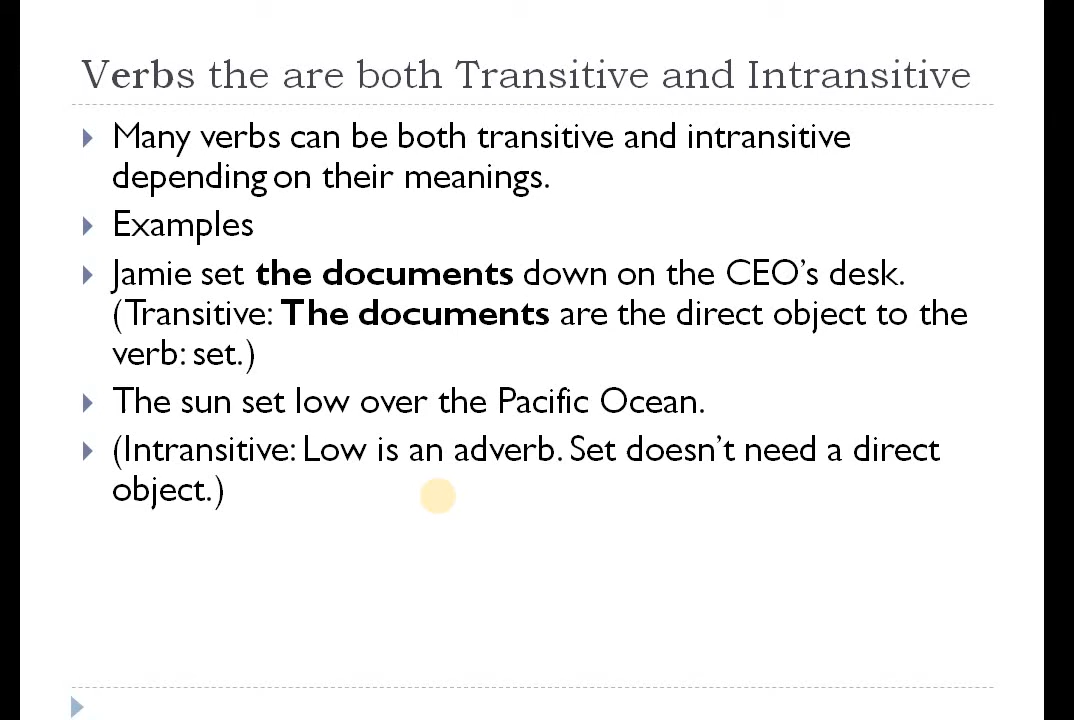 Verbs the are both Transitive and Intransitive
Many verbs can be both transitive and intransitive
depending on their meanings.
Examples
Jamie set the documents down on the CEO’s desk.
(Transitive: The documents are the direct object to the
verb: set.)
The sun set low over the Pacific Ocean.
(Intransitive: Low is an adverb. Set doesn’t need a direct
object.)